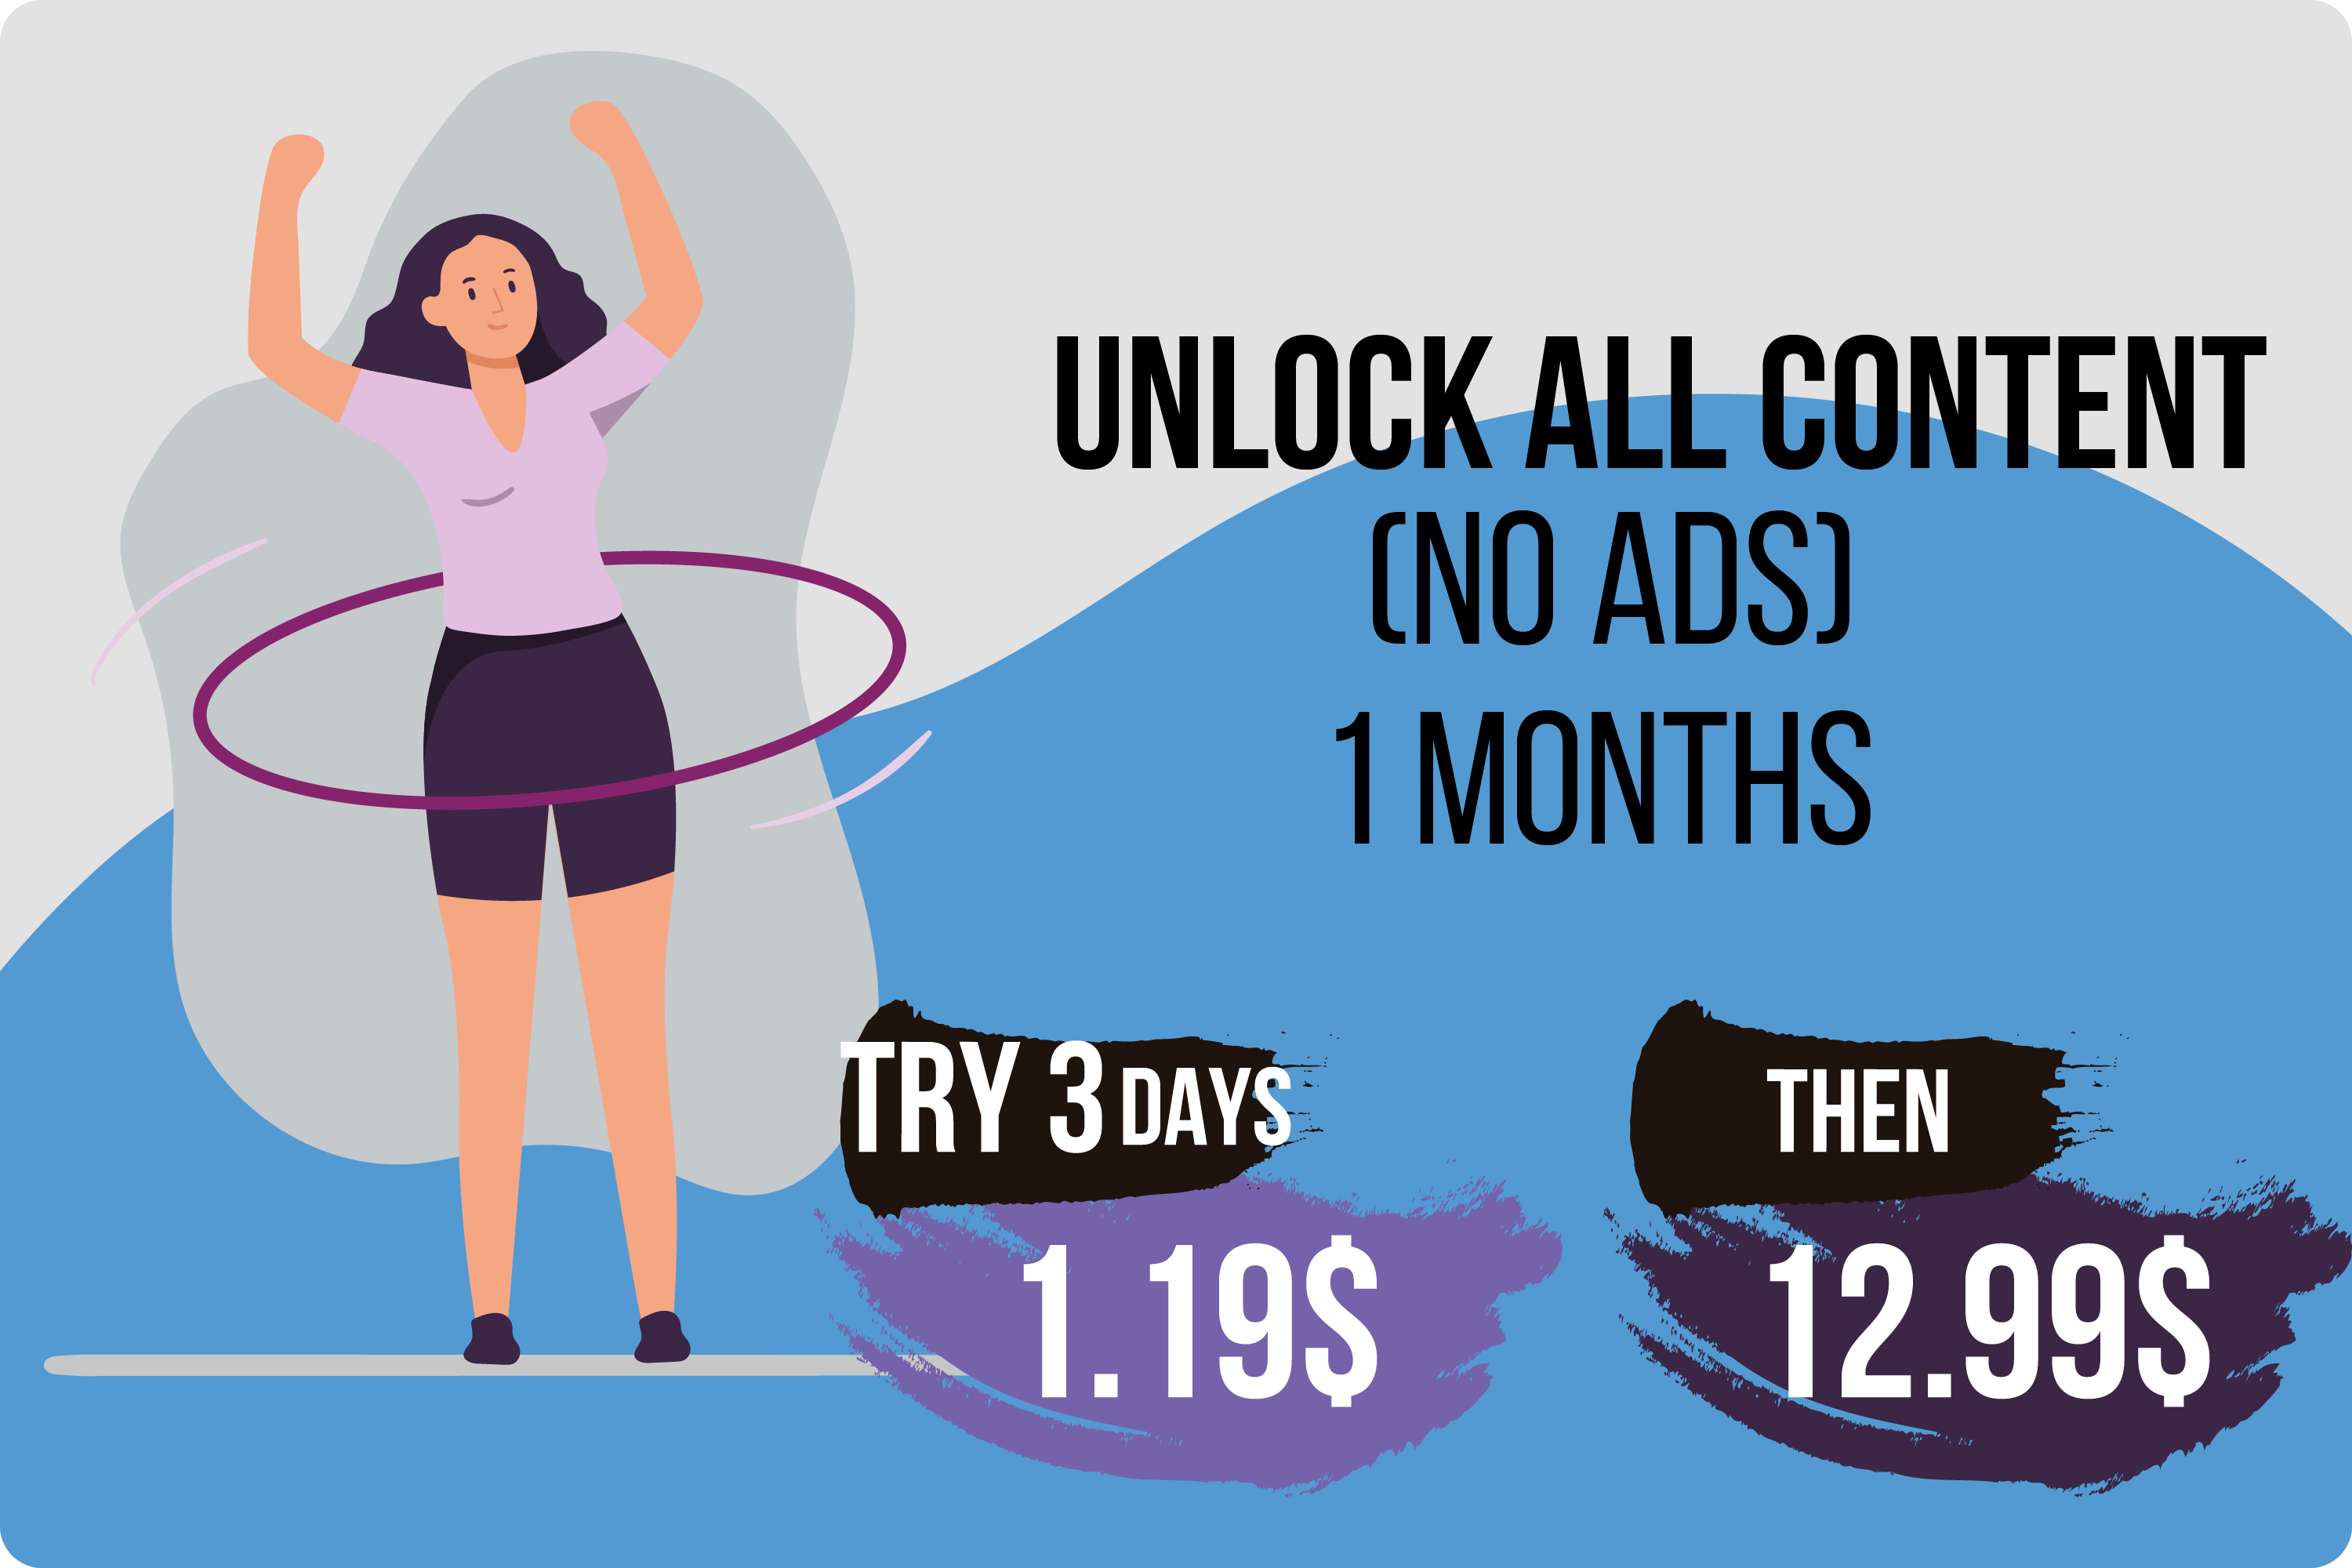 UNLOCK ALL CONTENT
(NO ADS)
1 MONTHS
TRY 3 DAYS
1.19$
THEN
12.99$